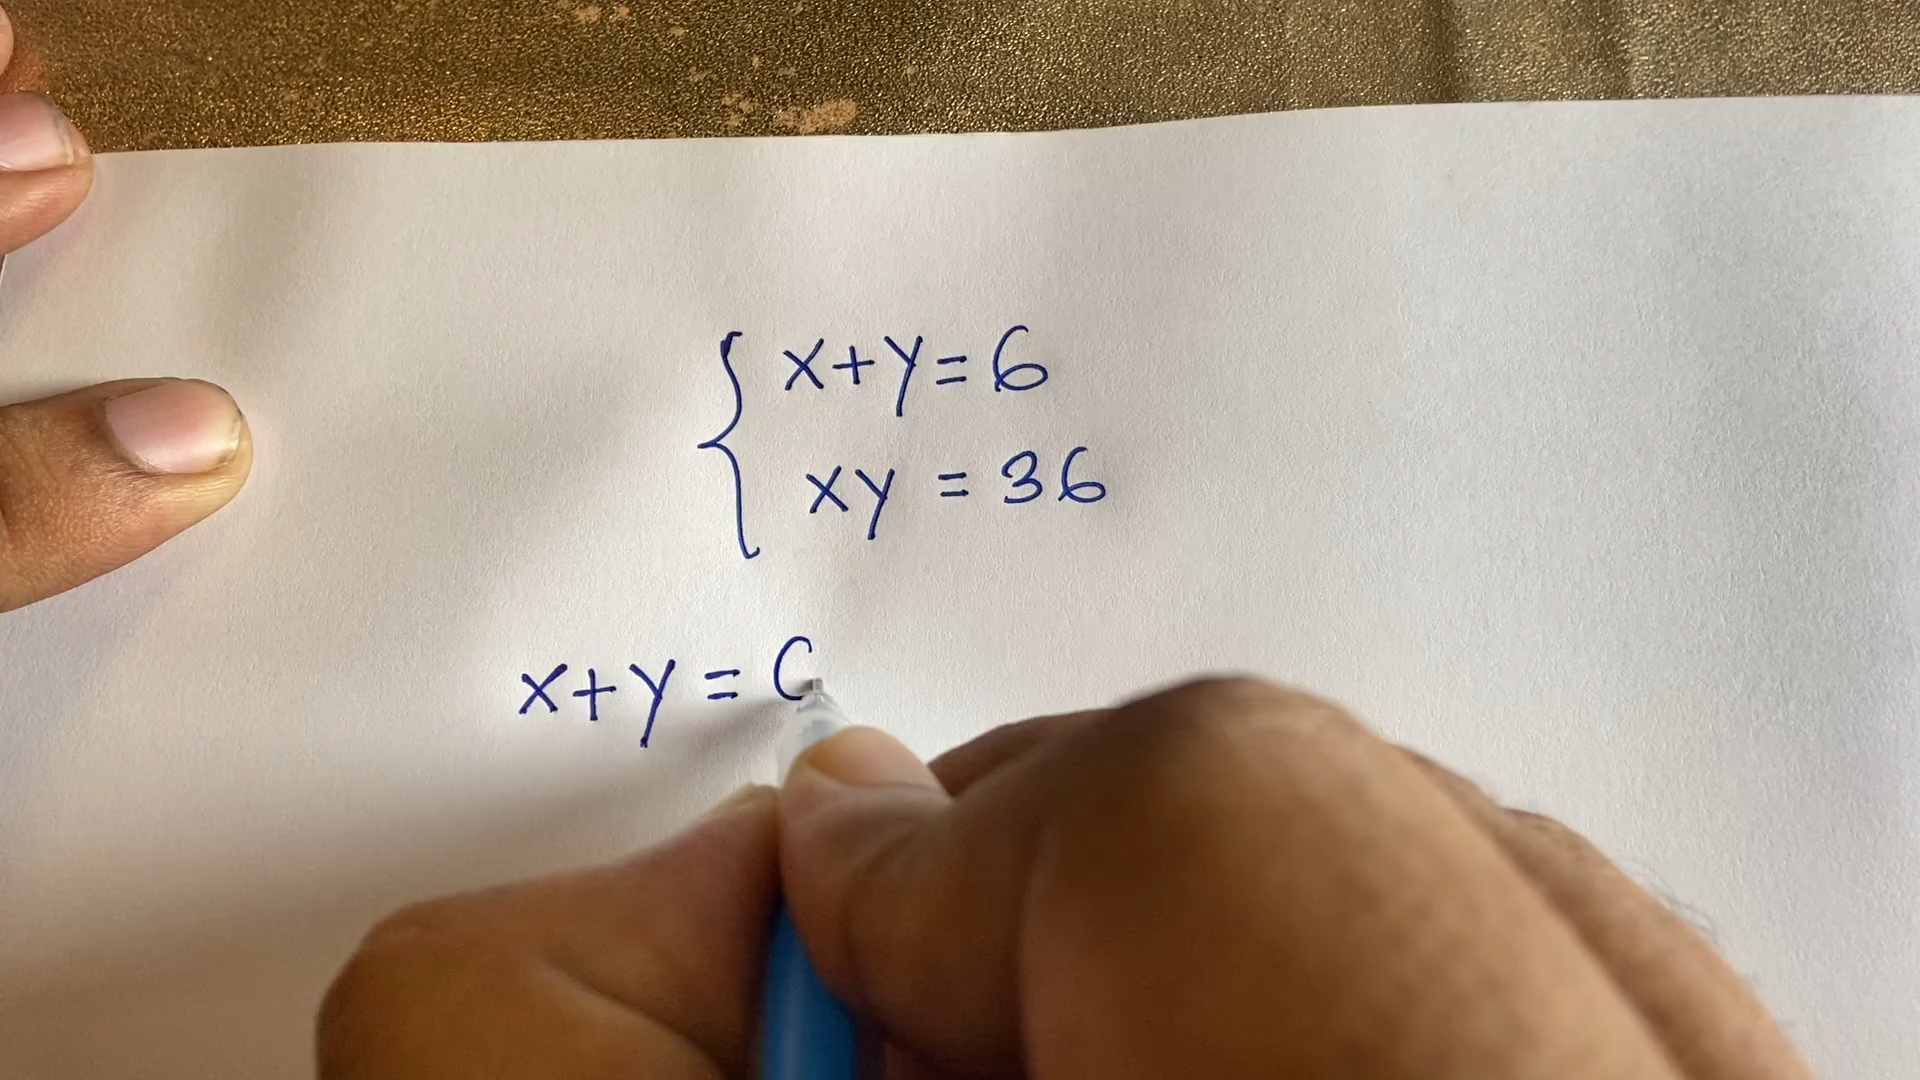 x+y=6
xy = 36
x+y =